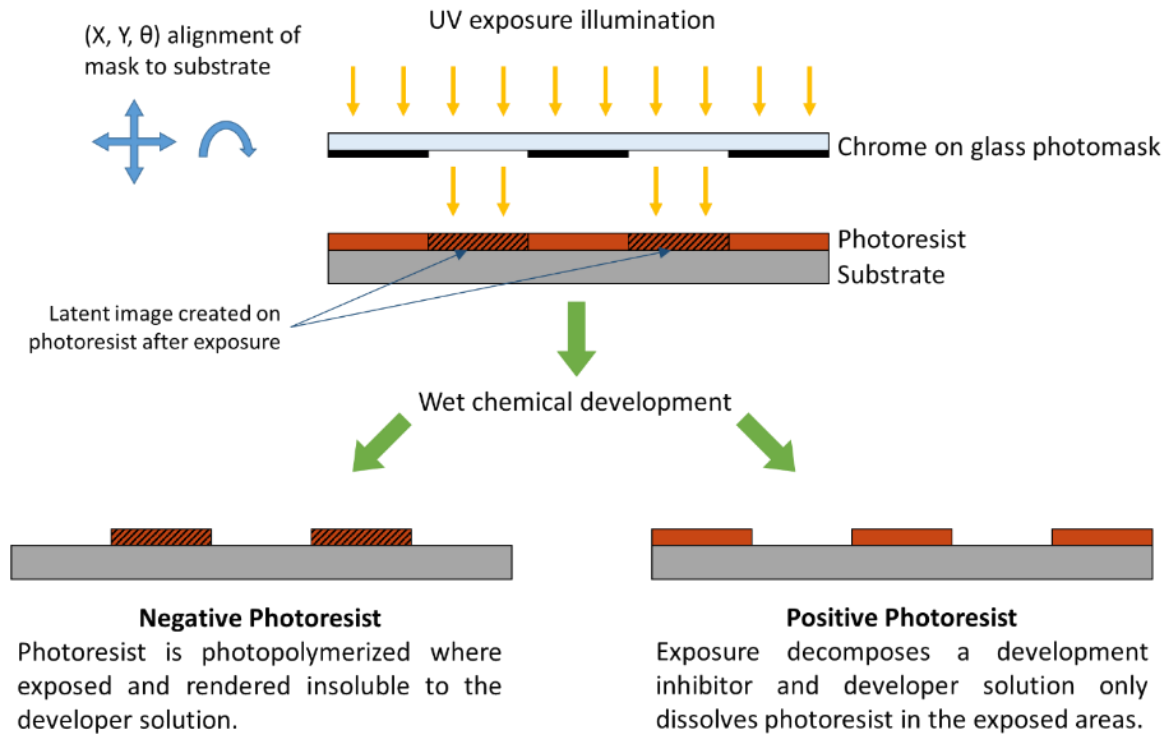 UV exposure illumination
(X, Y, θ) alignment of
mask to substrate
Chrome on glass photomask
Photoresist
Substrate
Latent image created on
photoresist after exposure
Wet chemical development
Negative Photoresist
Photoresist is photopolymerized where
exposed and rendered insoluble to the
developer solution.
Positive Photoresist
Exposure decomposes a development
inhibitor and developer solution only
dissolves photoresist in the exposed areas.